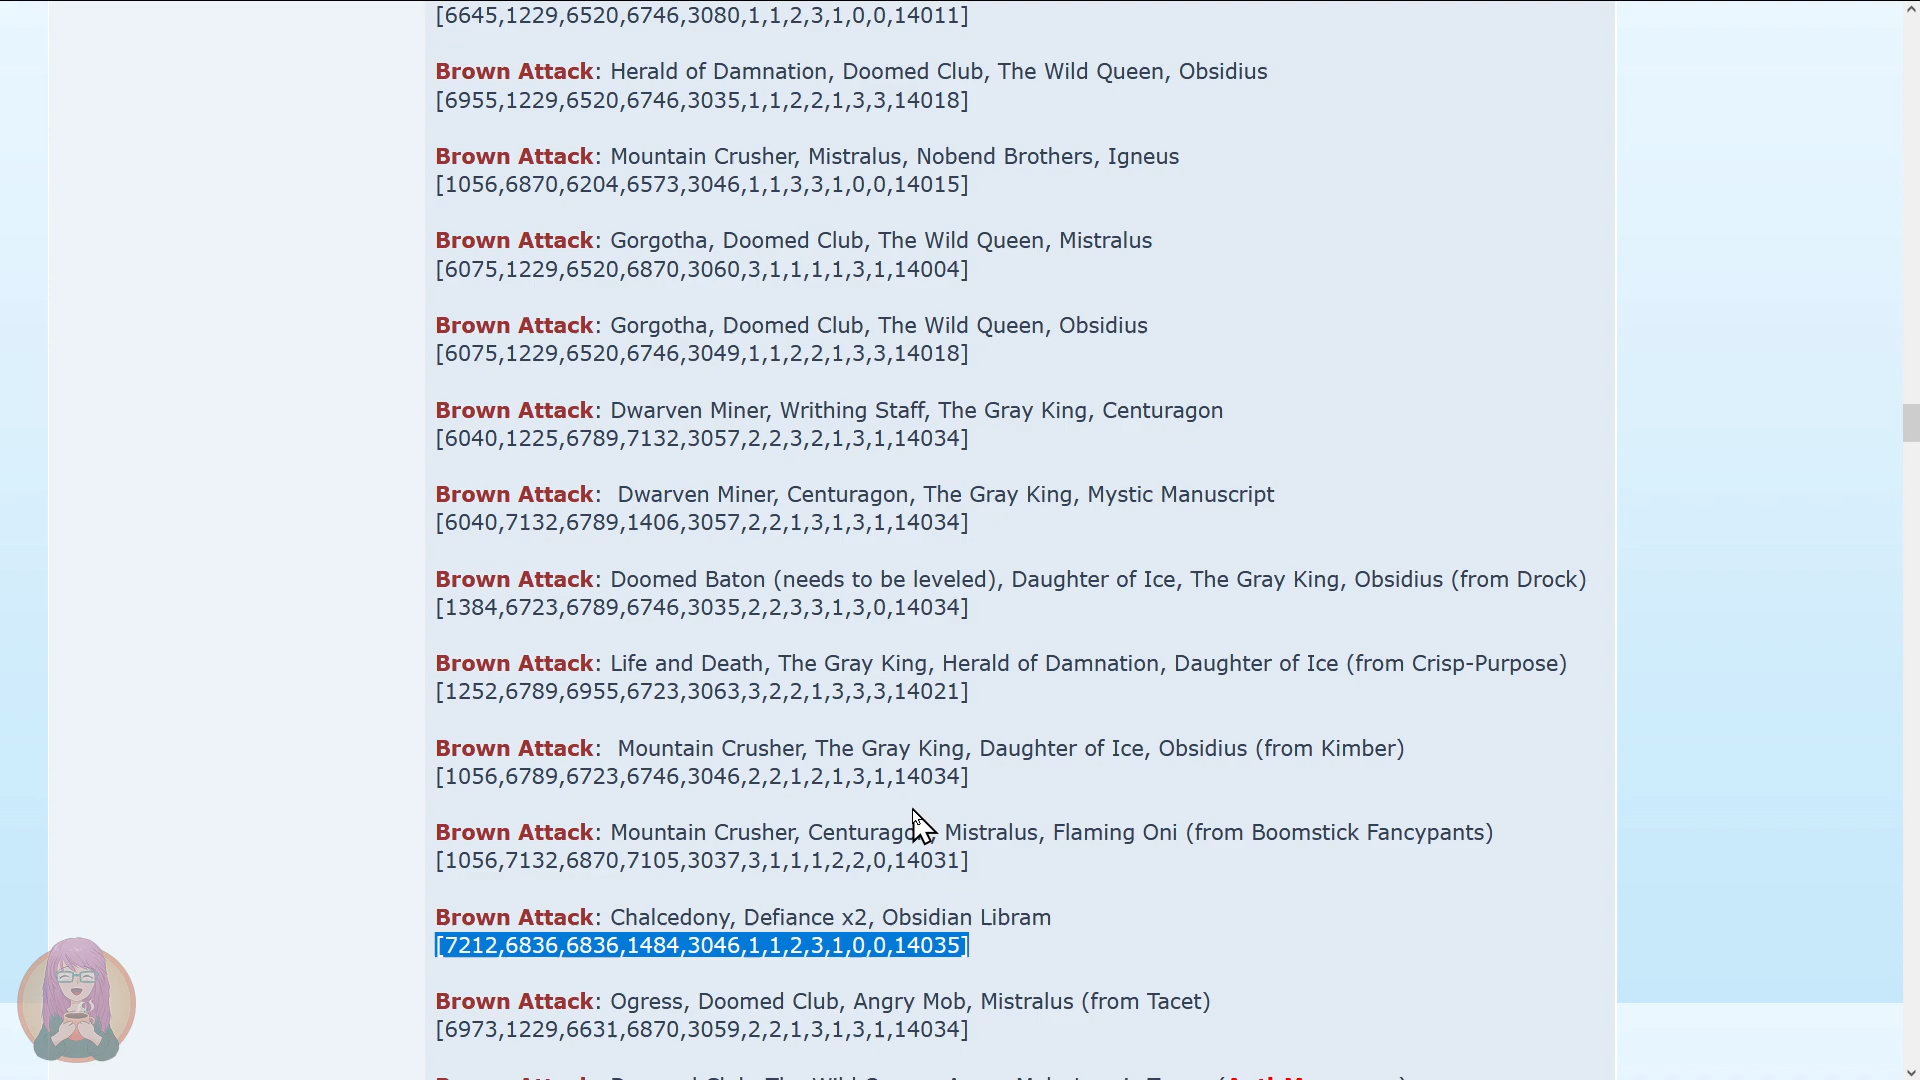 [6645,1229,6520,6746,3080,1,1,2,3,1,0,0,14011]
Brown Attack: Herald of Damnation, Doomed Club, The Wild Queen, Obsidius
[6955,1229,6520,6746,3035,1,1,2,2,1,3,3,14018]
Brown Attack: Mountain Crusher, Mistralus, Nobend Brothers, Igneus
[1056,6870,6204,6573,3046,1,1,3,3,1,0,0,14015]
Brown Attack: Gorgotha, Doomed Club, The Wild Queen, Mistralus
[6075,1229,6520,6870,3060,3,1,1,1,1,3,1,14004]
Brown Attack: Gorgotha, Doomed Club, The Wild Queen, Obsidius
[6075,1229,6520,6746,3049,1,1,2,2,1,3,3,14018]
Brown Attack: Dwarven Miner, Writhing Staff, The Gray King, Centuragon
[6040,1225,6789,7132,3057,2,2,3,2,1,3,1,14034]
Brown Attack: Dwarven Miner, Centuragon, The Gray King, Mystic Manuscript
[6040,7132,6789,1406,3057,2,2,1,3,1,3,1,14034]
Brown Attack: Doomed Baton (needs to be leveled), Daughter of Ice, The Gray King, Obsidius (from Drock)
[1384,6723,6789,6746,3035,2,2,3,3,1,3,0,14034]
Brown Attack: Life and Death, The Gray King, Herald of Damnation, Daughter of Ice (from Crisp-Purpose)
[1252,6789,6955,6723,3063,3,2,2,1,3,3,3,14021]
Brown Attack: Mountain Crusher, The Gray King, Daughter of Ice, Obsidius (from Kimber)
[1056,6789,6723,6746,3046,2,2,1,2,1,3,1,14034]
Brown Attack: Mountain Crusher, Centuragon, Mistralus, Flaming Oni (from Boomstick Fancypants)
[1056,7132,6870,7105,3037,3,1,1,1,2,2,0,14031]
Brown Attack: Chalcedony, Defiance x2, Obsidian Libram
[7212,6836,6836,1484,3046,1,1,2,3,1,0,0,14035]
Brown Attack: Ogress, Doomed Club, Angry Mob, Mistralus (from Tacet)
[6973,1229,6631,6870,3059,2,2,1,3,1,3,1,14034]